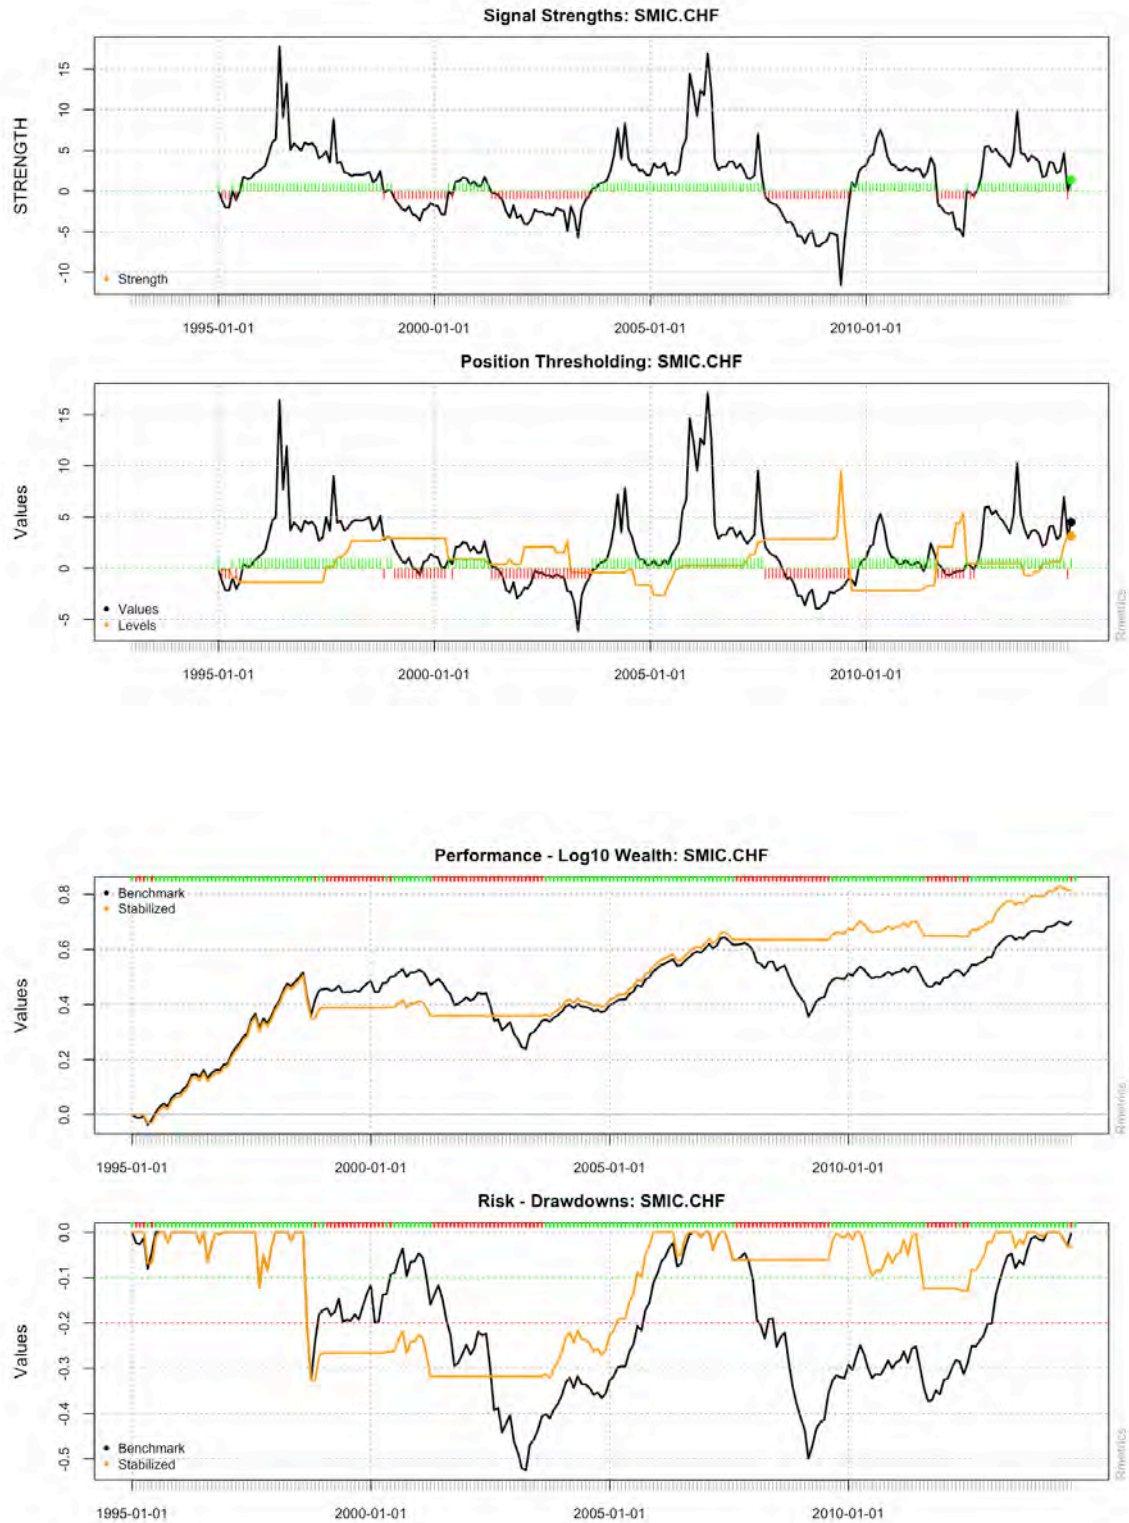 Signal Strengths: SMIC.CHF
STRENGTH
15
10
5
0
-5
-10
Strength
1995-01-01 2000-01-01 2005-01-01 2010-01-01
Position Thresholding: SMIC.CHF
Values
15
10
5
0
-5
Values
Levels
Rmetrics
1995-01-01 2000-01-01 2005-01-01 2010-01-01
Performance - Log10 Wealth: SMIC.CHF
Values
0.8
0.6
0.4
0.2
0.0
Benchmark
Stabilized
Rmetrics
1995-01-01 2000-01-01 2005-01-01 2010-01-01
Risk - Drawdowns: SMIC.CHF
Values
0.0
-0.1
-0.2
-0.3
-0.4
-0.5
Benchmark
Stabilized
Rmetrics
1995-01-01 2000-01-01 2005-01-01 2010-01-01